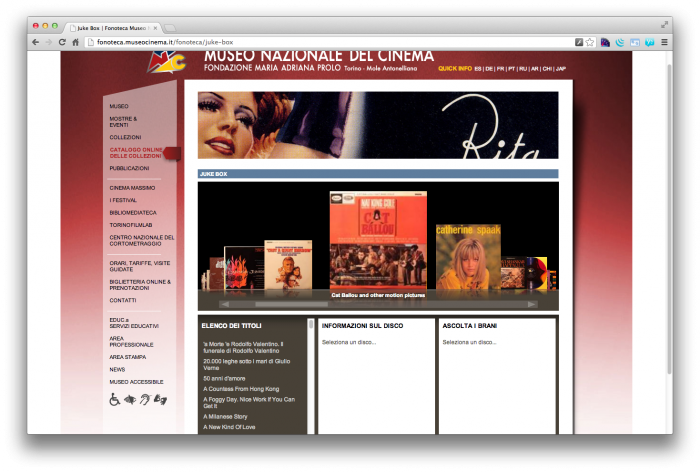 Juke Box | Fonoteca Museo
fonoteca.museocinema.it/fonoteca/juke-box
MUSEO NAZIONALE DEL CINEMA
FONDAZIONE MARIA ADRIANA PROLO Torino - Mole Antonelliana
QUICK INFO ES | DE | FR | PT | RU | AR | CHI | JAP
MUSEO
MOSTRE &
EVENTI
COLLEZIONI
CATALOGO ONLINE
DELLE COLLEZIONI
PUBBLICAZIONI
CINEMA MASSIMO
I FESTIVAL
BIBLIOMEDIATECA
TORINOFILMLAB
CENTRO NAZIONALE DEL
CORTOMETRAGGIO
ORARI, TARIFFE, VISITE
GUIDATE
BIGLIETTERIA ONLINE &
PRENOTAZIONI
CONTATTI
EDUC.a
SERVIZI EDUCATIVI
AREA
PROFESSIONALE
AREA STAMPA
NEWS
MUSEO ACCESSIBILE
Rita
JUKE BOX
NAT KING COLE
CAT
BALLOU
catherine spaak
Cat Ballou and other motion pictures
ELENCO DEI TITOLI
'a Morte 'e Rodolfo Valentino. Il
funerale di Rodolfo Valentino
20.000 leghe sotto i mari di Giulio
Verne
50 anni d'amore
A Countess From Hong Kong
A Foggy Day. Nice Work If You Can
Get It
A Milanese Story
A New Kind Of Love
INFORMAZIONI SUL DISCO
Seleziona un disco...
ASCOLTA I BRANI
Seleziona un disco...